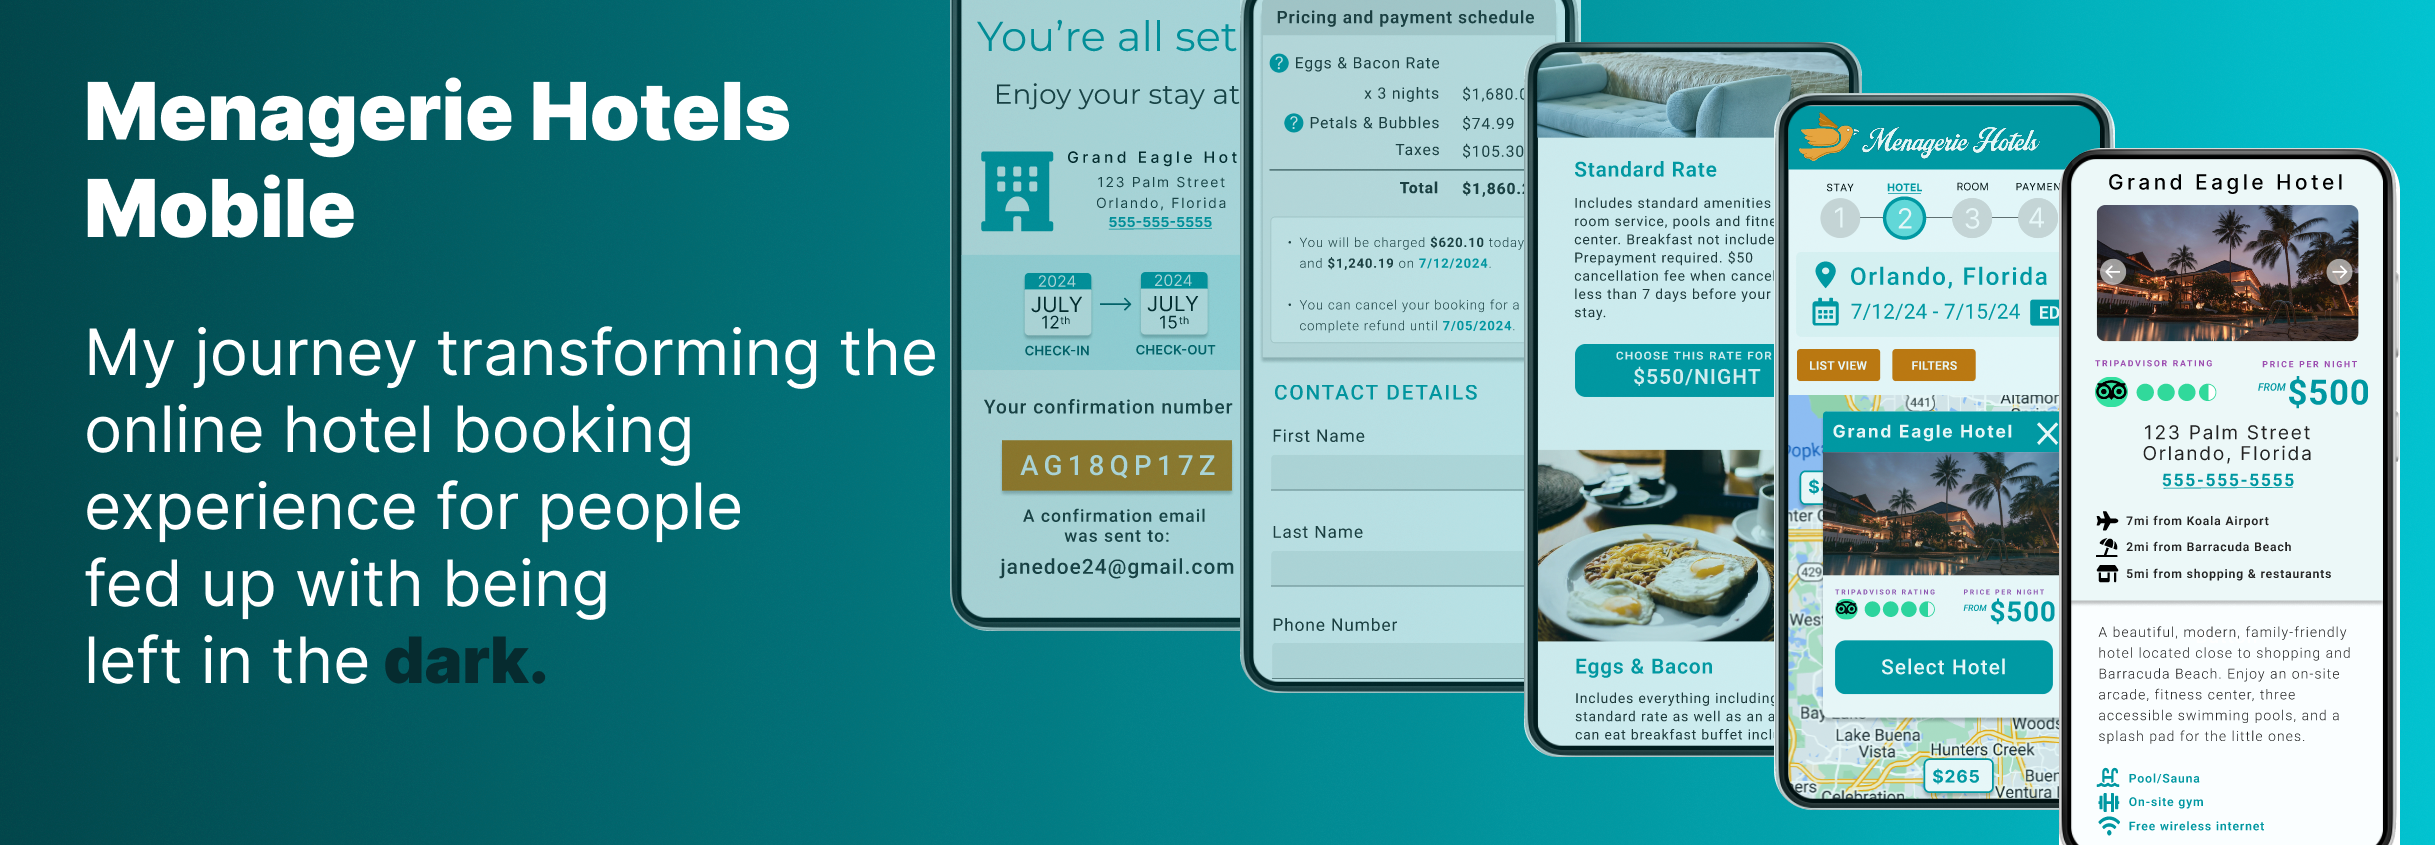 Menagerie Hotels
Mobile
My journey transforming the
online hotel booking
experience for people
fed up with being
left in the dark.
You're all set
Enjoy your stay at
Grand Eagle Hot
123 Palm Street
Orlando, Florida
555-555-5555
2024
JULY
12th
CHECK-IN
2024
JULY
15th
CHECK-OUT
Your confirmation number
AG18QP17Z
A confirmation email
was sent to:
janedoe24@gmail.com
Pricing and payment schedule
? Eggs & Bacon Rate
x 3 nights $1,680.0
? Petals & Bubbles $74.99
Taxes $105.30
Total $1,860.
• You will be charged $620.10 today
and $1,240.19 on 7/12/2024.
• You can cancel your booking for a
complete refund until 7/05/2024.
CONTACT DETAILS
First Name
Last Name
Phone Number
Standard Rate
Includes standard amenities
room service, pools and fitne
center. Breakfast not include
Prepayment required. $50
cancellation fee when cancel
less than 7 days before your
stay.
CHOOSE THIS RATE FOR
$550/NIGHT
Eggs & Bacon
Includes everything including
standard rate as well as an a
can eat breakfast buffet incl
Menagerie Hotels
STAY HOTEL ROOM PAYMEN
1 2 3 4
Orlando, Florida
7/12/24 - 7/15/24 ED
LIST VIEW FILTERS
441
Altamon
Grand Eagle Hotel
Popk
429
West
TRIPADVISOR RATING PRICE PER NIGHT
FROM $500
Select Hotel
Bay Lake
Woods
Lake Buena
Vista
Hunters Creek
$265
Buen
Ventura
Celebration
Grand Eagle Hotel
TRIPADVISOR RATING PRICE PER NIGHT
FROM $500
123 Palm Street
Orlando, Florida
555-555-5555
7mi from Koala Airport
2mi from Barracuda Beach
5mi from shopping & restaurants
A beautiful, modern, family-friendly
hotel located close to shopping and
Barracuda Beach. Enjoy an on-site
arcade, fitness center, three
accessible swimming pools, and a
splash pad for the little ones.
Pool/Sauna
On-site gym
Free wireless internet